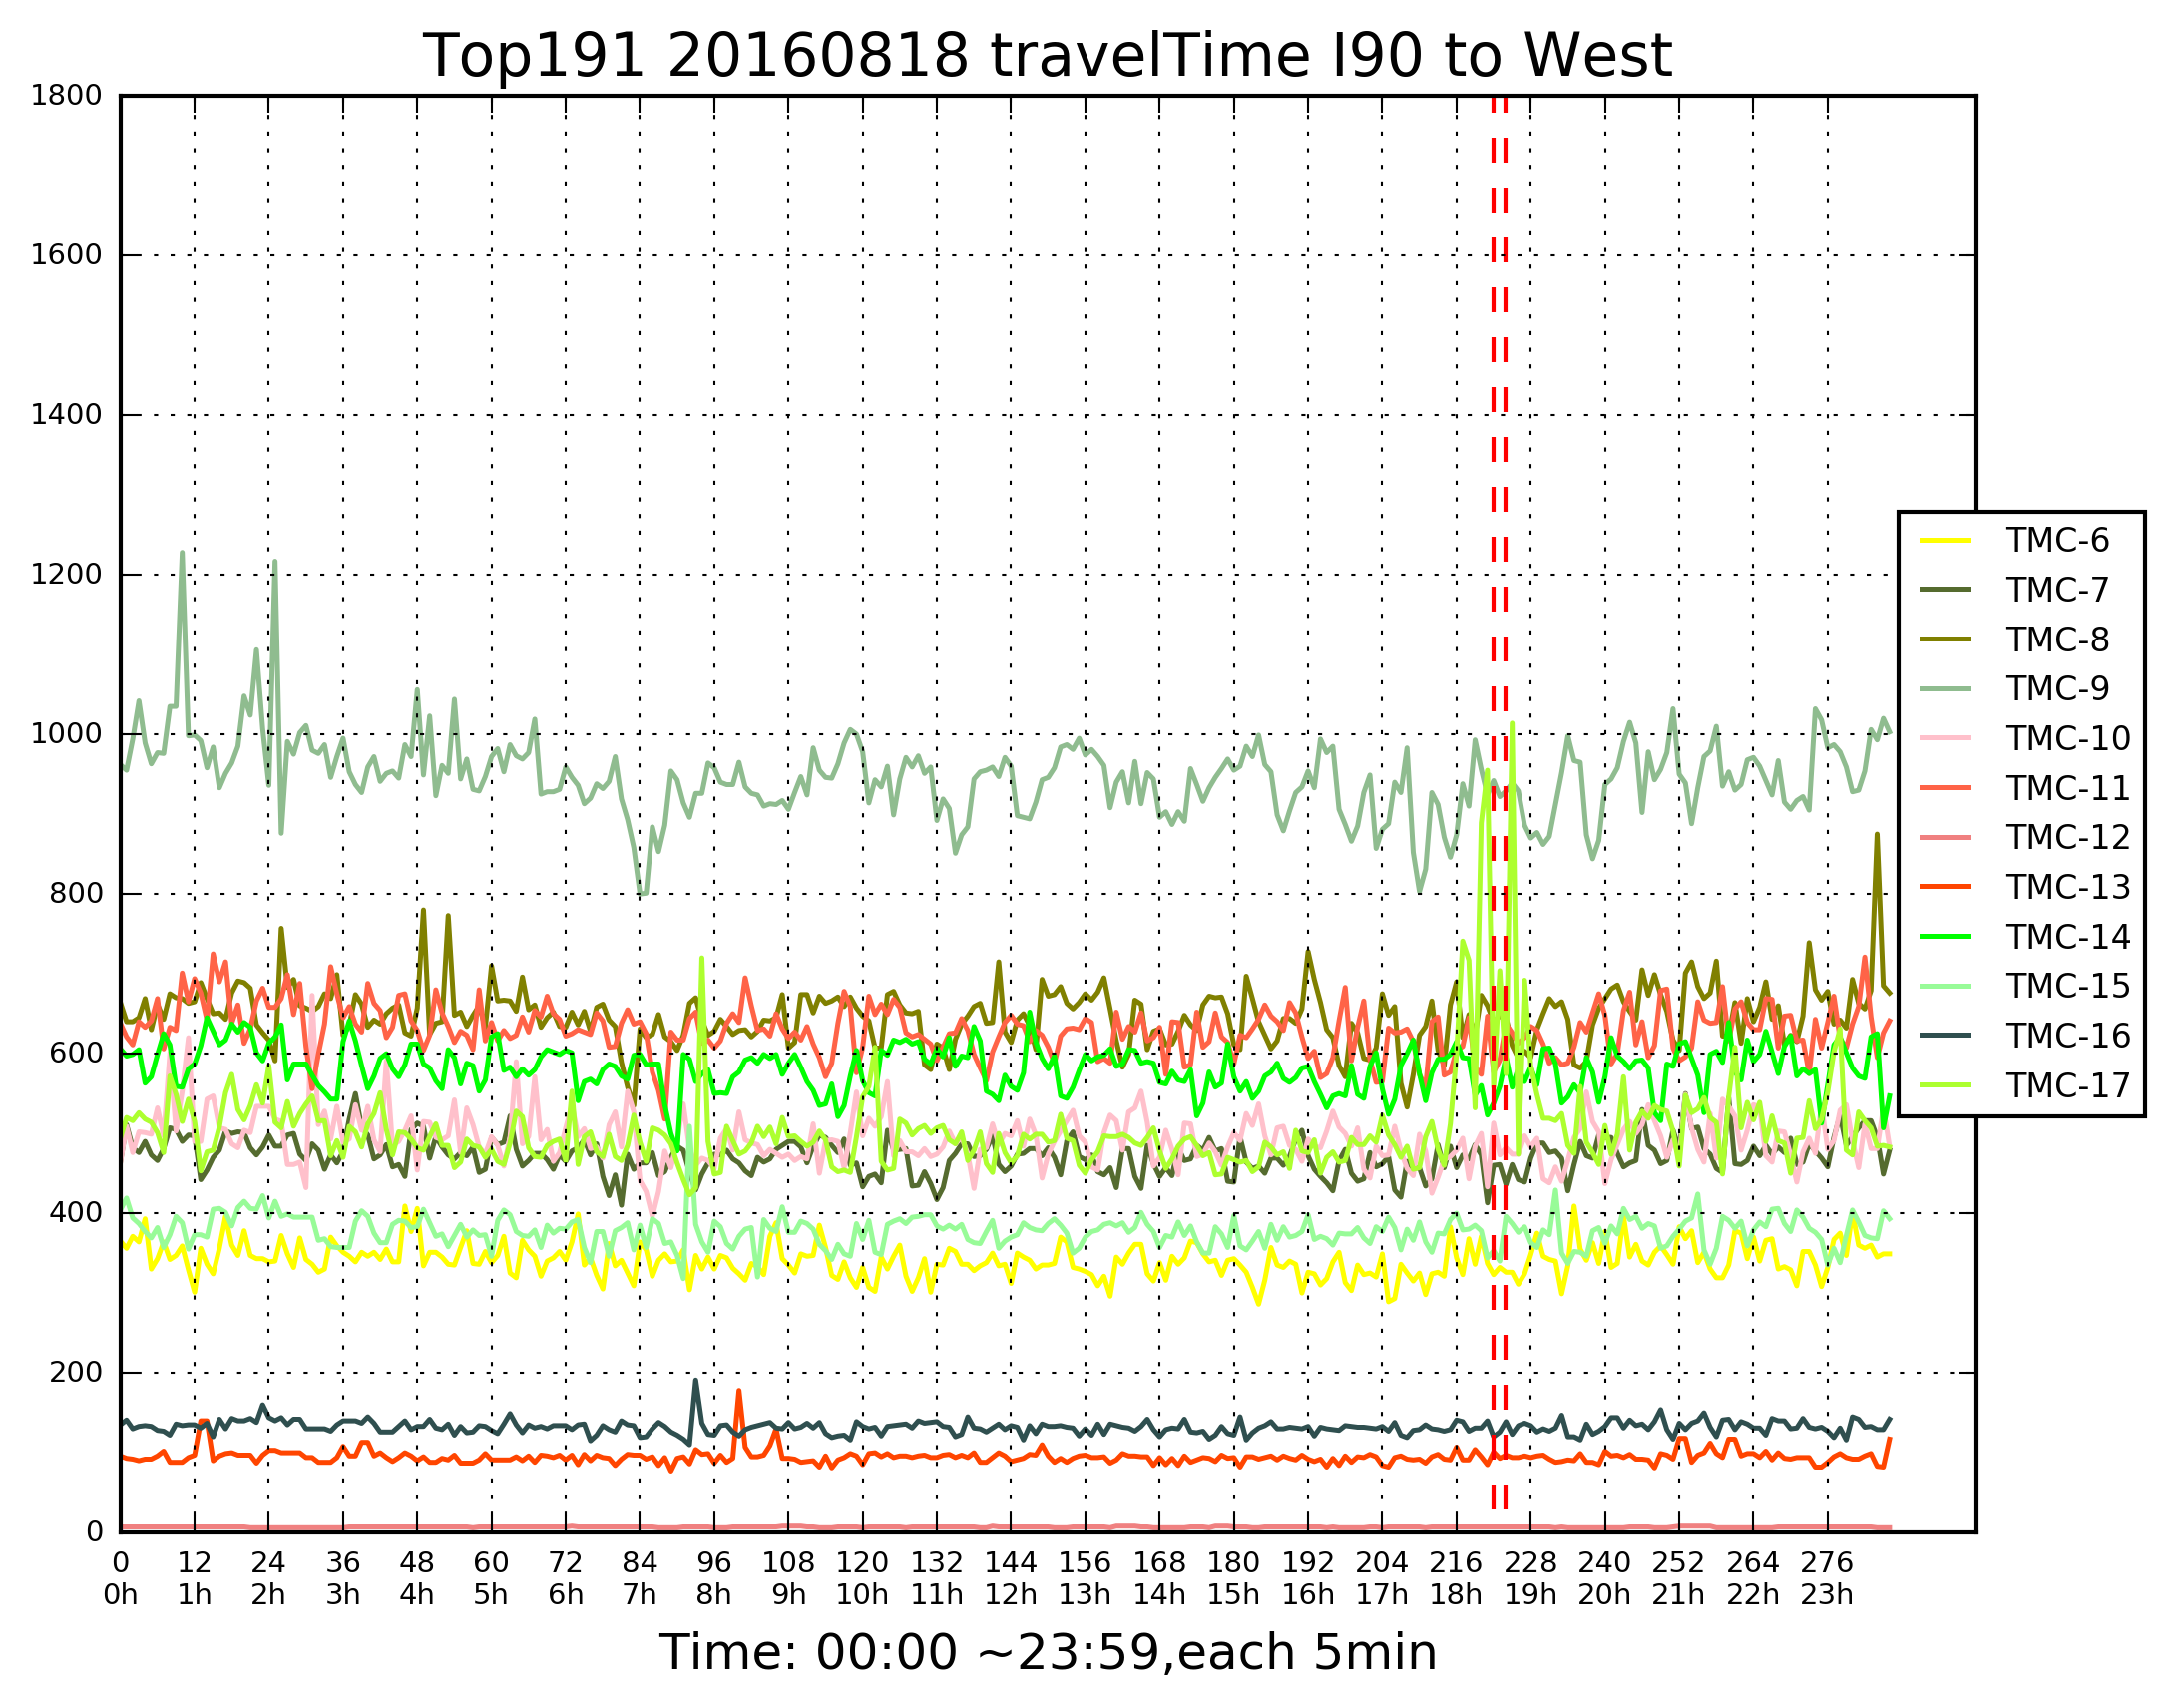 Top191 20160818 travelTime I90 to West
1800
1600
1400
1200
1000
800
600
400
200
0
TMC-6
TMC-7
TMC-8
TMC-9
TMC-10
TMC-11
TMC-12
TMC-13
TMC-14
TMC-15
TMC-16
TMC-17
0 12 24 36 48 60 72 84 96 108 120 132 144 156 168 180 192 204 216 228 240 252 264 276
0h 1h 2h 3h 4h 5h 6h 7h 8h 9h 10h 11h 12h 13h 14h 15h 16h 17h 18h 19h 20h 21h 22h 23h
Time: 00:00 ~23:59,each 5min